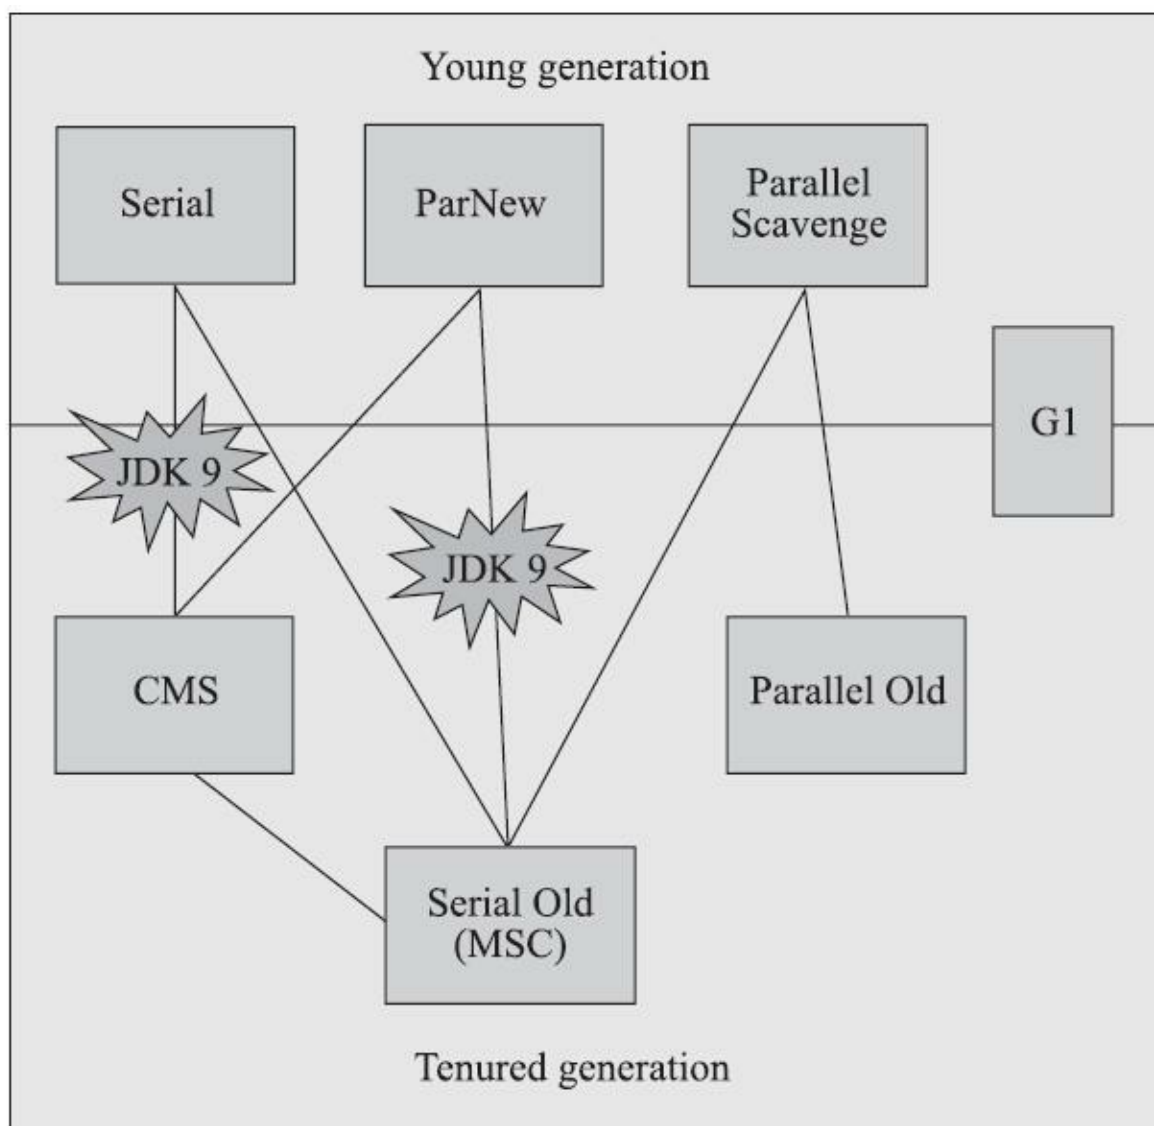 Young generation
Serial
ParNew
Parallel
Scavenge
G1
JDK 9
JDK 9
CMS
Parallel Old
Serial Old
(MSC)
Tenured generation